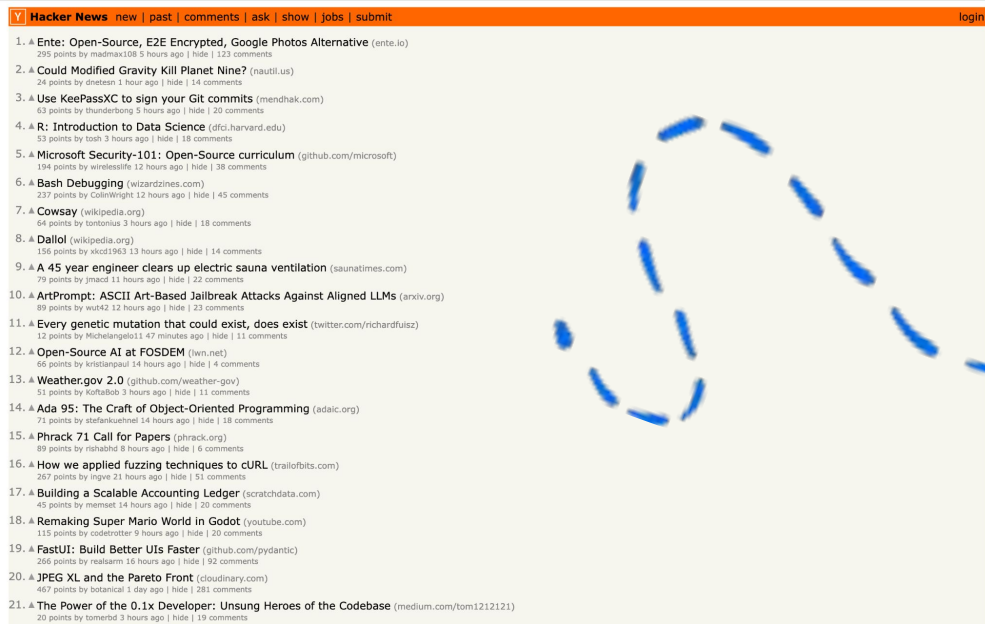 Y Hacker News new | past | comments | ask | show | jobs | submit login
1. Ente: Open-Source, E2E Encrypted, Google Photos Alternative (ente.io)
295 points by madmax108 5 hours ago | hide | 123 comments
2. Could Modified Gravity Kill Planet Nine? (nautil.us)
24 points by dnetesn 1 hour ago | hide | 14 comments
3. Use KeePassXC to sign your Git commits (mendhak.com)
63 points by thunderbong 5 hours ago | hide | 20 comments
4. R: Introduction to Data Science (dfci.harvard.edu)
53 points by tosh 3 hours ago | hide | 18 comments
5. Microsoft Security-101: Open-Source curriculum (github.com/microsoft)
194 points by wirelesslife 12 hours ago | hide | 38 comments
6. Bash Debugging (wizardzines.com)
237 points by ColinWright 12 hours ago | hide | 45 comments
7. Cowsay (wikipedia.org)
64 points by tontonius 3 hours ago | hide | 18 comments
8. Dallol (wikipedia.org)
156 points by xkcd1963 13 hours ago | hide | 14 comments
9. A 45 year engineer clears up electric sauna ventilation (saunatimes.com)
79 points by jmacd 11 hours ago | hide | 22 comments
10. ArtPrompt: ASCII Art-Based Jailbreak Attacks Against Aligned LLMs (arxiv.org)
89 points by wut42 12 hours ago | hide | 23 comments
11. Every genetic mutation that could exist, does exist (twitter.com/richardfuisz)
12 points by Michelangelo11 47 minutes ago | hide | 11 comments
12. Open-Source AI at FOSDEM (lwn.net)
66 points by kristianpaul 14 hours ago | hide | 4 comments
13. Weather.gov 2.0 (github.com/weather-gov)
51 points by KoftaBob 3 hours ago | hide | 11 comments
14. Ada 95: The Craft of Object-Oriented Programming (adaic.org)
71 points by stefankuehnel 14 hours ago | hide | 18 comments
15. Phrack 71 Call for Papers (phrack.org)
89 points by rishabhd 8 hours ago | hide | 6 comments
16. How we applied fuzzing techniques to cURL (trailofbits.com)
267 points by ingve 21 hours ago | hide | 51 comments
17. Building a Scalable Accounting Ledger (scratchdata.com)
45 points by memset 14 hours ago | hide | 20 comments
18. Remaking Super Mario World in Godot (youtube.com)
115 points by codetrotter 9 hours ago | hide | 20 comments
19. FastUI: Build Better UIs Faster (github.com/pydantic)
266 points by realsarm 16 hours ago | hide | 92 comments
20. JPEG XL and the Pareto Front (cloudinary.com)
467 points by botanical 1 day ago | hide | 281 comments
21. The Power of the 0.1x Developer: Unsung Heroes of the Codebase (medium.com/tom1212121)
20 points by tomerbd 3 hours ago | hide | 19 comments